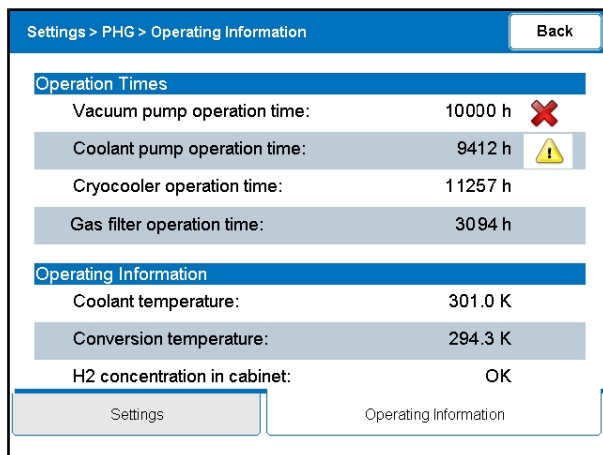 Settings > PHG > Operating Information Back
Operation Times
Vacuum pump operation time: 10000 h
Coolant pump operation time: 9412 h
Cryocooler operation time: 11257 h
Gas filter operation time: 3094 h
Operating Information
Coolant temperature: 301.0 K
Conversion temperature: 294.3 K
H2 concentration in cabinet: OK
Settings Operating Information